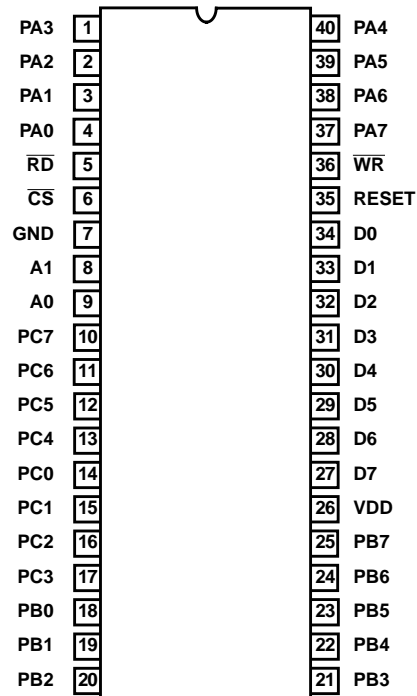 PA3 1 40 PA4
PA2 2 39 PA5
PA1 3 38 PA6
PA0 4 37 PA7
R̅D̅ 5 36 W̅R̅
C̅S̅ 6 35 RESET
GND 7 34 D0
A1 8 33 D1
A0 9 32 D2
PC7 10 31 D3
PC6 11 30 D4
PC5 12 29 D5
PC4 13 28 D6
PC0 14 27 D7
PC1 15 26 VDD
PC2 16 25 PB7
PC3 17 24 PB6
PB0 18 23 PB5
PB1 19 22 PB4
PB2 20 21 PB3